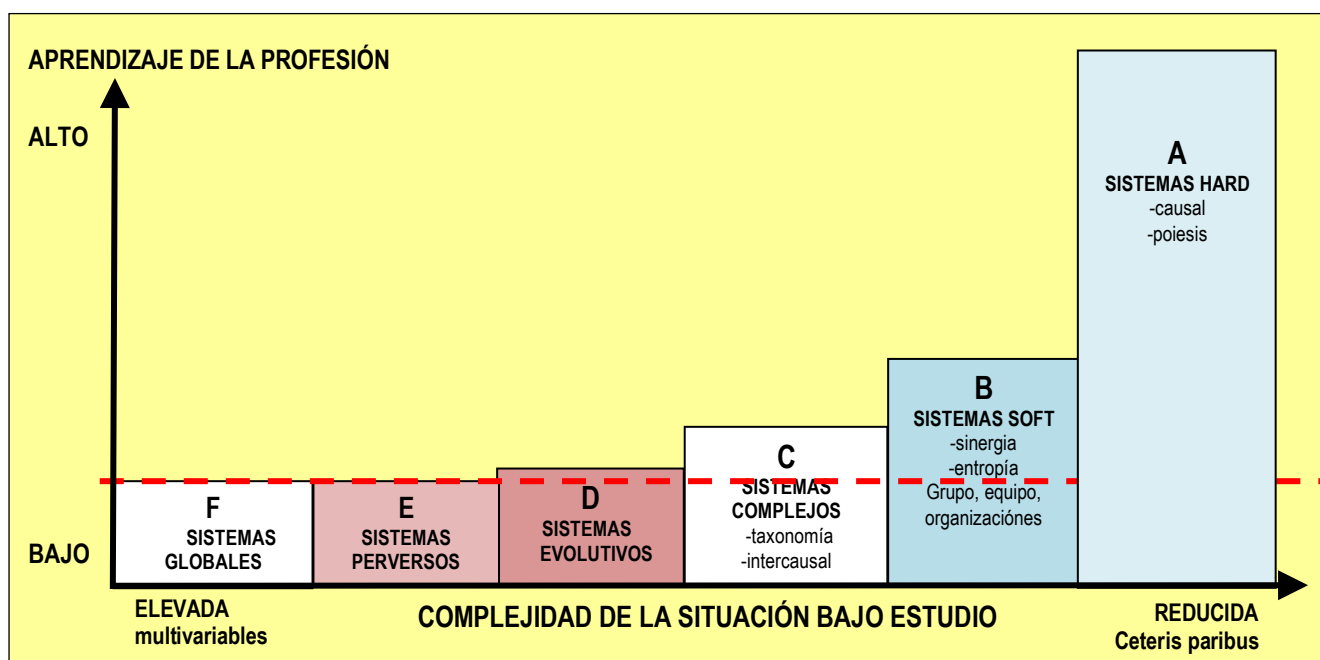 APRENDIZAJE DE LA PROFESIÓN
ALTO
A
SISTEMAS HARD
-causal
-poiesis
B
SISTEMAS SOFT
-sinergia
-entropía
Grupo, equipo,
organizaciónes
C
SISTEMAS
COMPLEJOS
-taxonomía
-intercausal
D
SISTEMAS
EVOLUTIVOS
E
SISTEMAS
PERVERSOS
F
SISTEMAS
GLOBALES
BAJO
ELEVADA
multivariables
COMPLEJIDAD DE LA SITUACIÓN BAJO ESTUDIO
REDUCIDA
Ceteris paribus